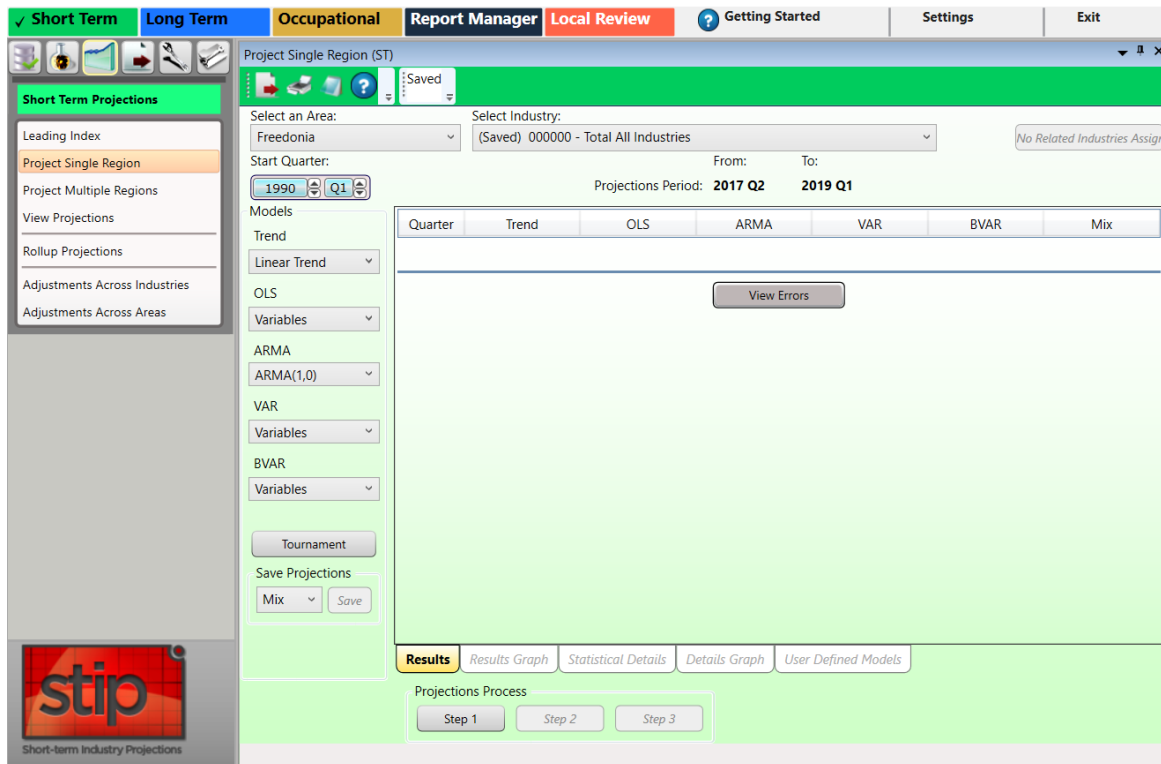 ✓ Short Term Long Term Occupational Report Manager Local Review ? Getting Started Settings Exit
Project Single Region (ST)
? Saved
Short Term Projections
Leading Index
Project Single Region
Project Multiple Regions
View Projections
Rollup Projections
Adjustments Across Industries
Adjustments Across Areas
Select an Area: Select Industry:
Freedonia (Saved) 000000 - Total All Industries No Related Industries Assign
Start Quarter: From: To:
1990 Q1 Projections Period: 2017 Q2 2019 Q1
Models
Trend
Linear Trend
OLS
Variables
ARMA
ARMA(1,0)
VAR
Variables
BVAR
Variables
Tournament
Save Projections
Mix Save
Quarter Trend OLS ARMA VAR BVAR Mix
View Errors
Results Results Graph Statistical Details Details Graph User Defined Models
Projections Process
Step 1 Step 2 Step 3
stip
Short-term Industry Projections